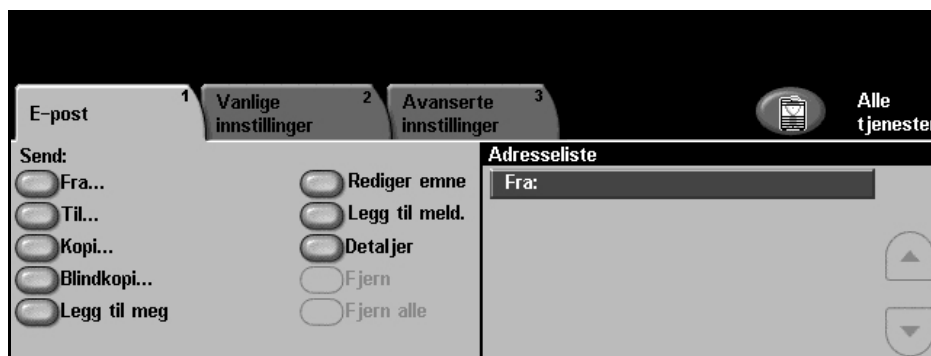 E-post 1
Vanlige innstillinger 2
Avanserte innstillinger 3
Alle tjenester
Send:
Fra...
Til...
Kopi...
Blindkopi...
Legg til meg
Rediger emne
Legg til meld.
Detaljer
Fjern
Fjern alle
Adresseliste
Fra: